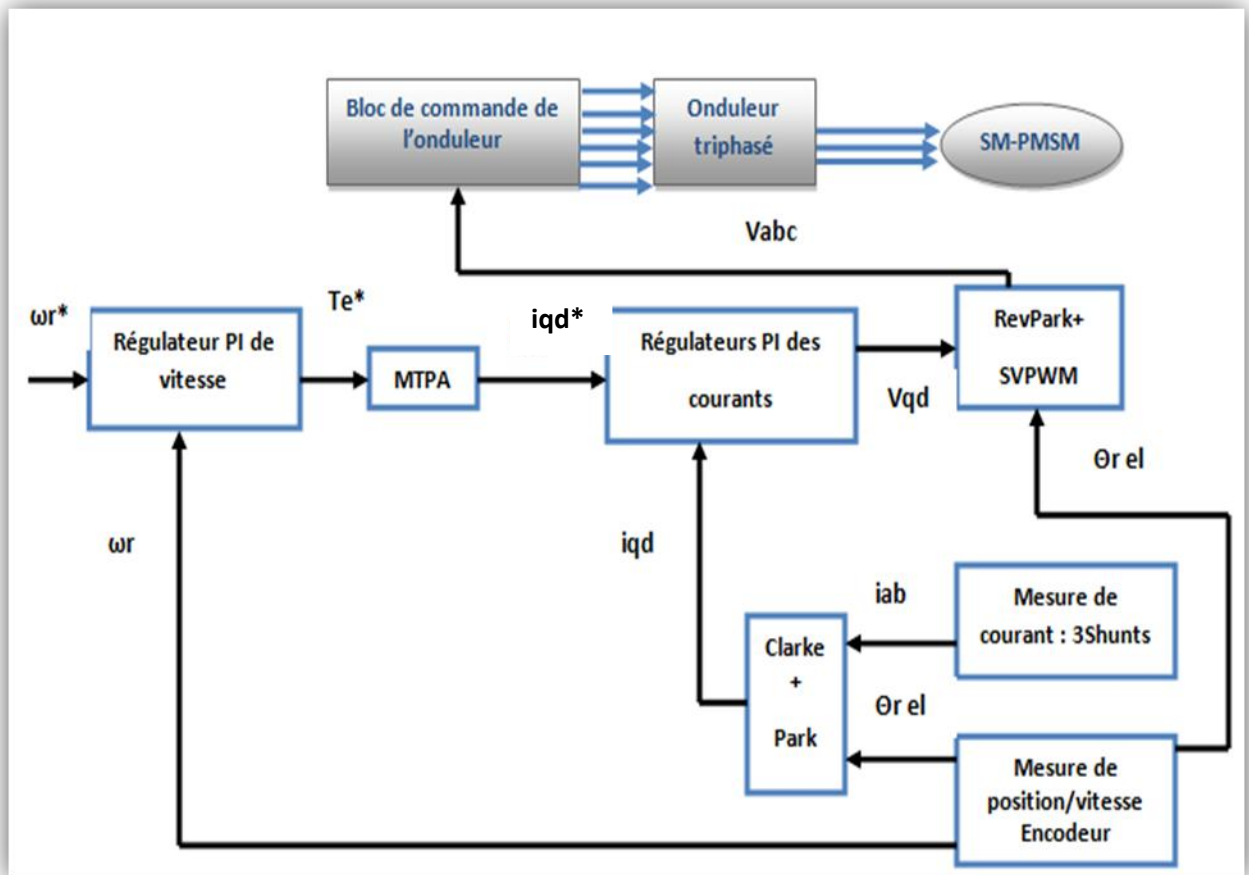 Bloc de commande de
l'onduleur
Onduleur
triphasé
SM-PMSM
Vabc
ωr*
Régulateur PI de
vitesse
Te*
MTPA
iqd*
Régulateurs PI des
courants
Vqd
RevPark+
SVPWM
Θr el
ωr
iqd
Clarke
+
Park
iab
Θr el
Mesure de
courant : 3Shunts
Mesure de
position/vitesse
Encodeur